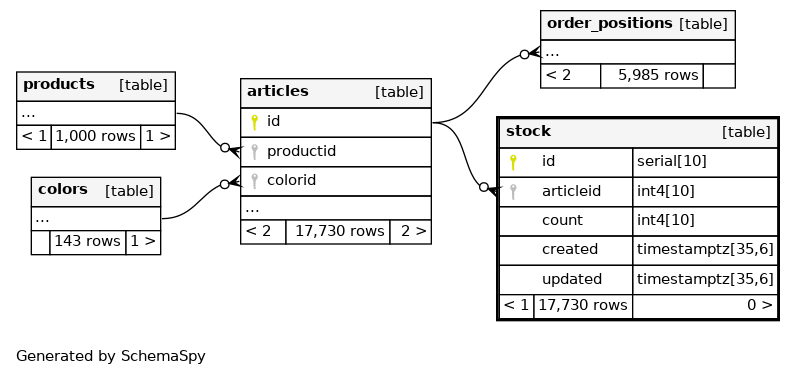 products [table]
...
< 1 1,000 rows 1 >
colors [table]
...
143 rows 1 >
articles [table]
id
productid
colorid
...
< 2 17,730 rows 2 >
order_positions [table]
...
< 2 5,985 rows
stock [table]
id serial[10]
articleid int4[10]
count int4[10]
created timestamptz[35,6]
updated timestamptz[35,6]
< 1 17,730 rows 0 >
Generated by SchemaSpy